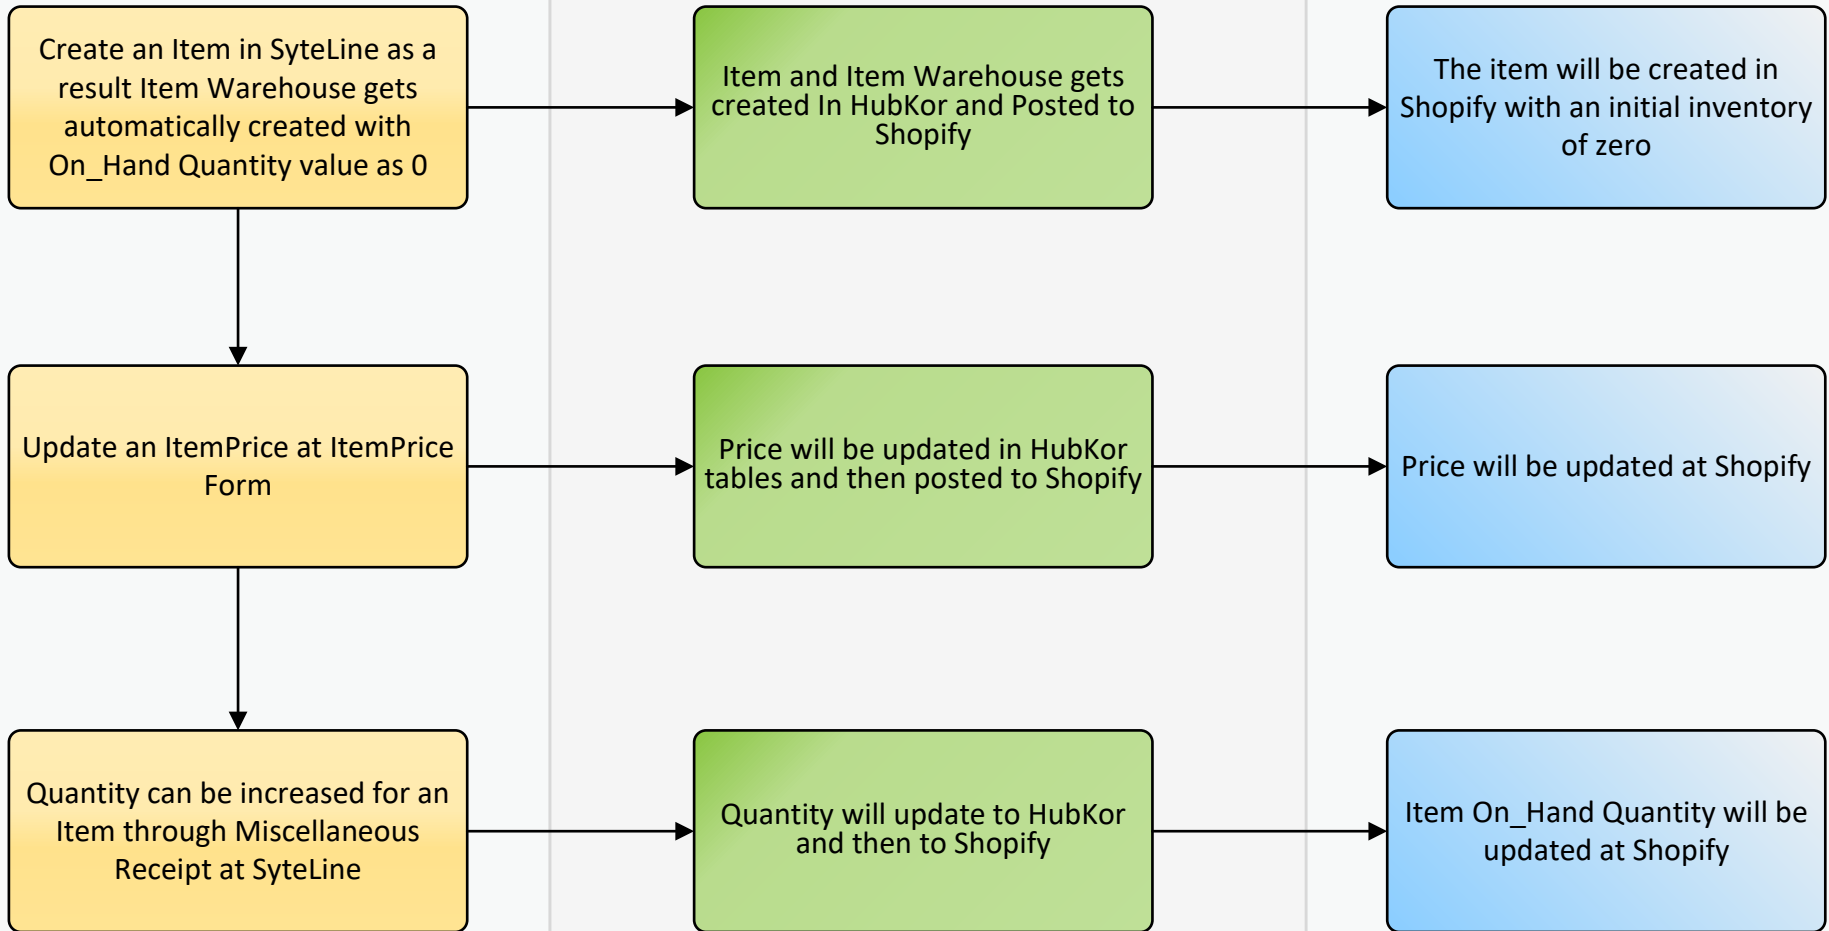 Create an Item in SyteLine as a
result Item Warehouse gets
automatically created with
On_Hand Quantity value as 0
Item and Item Warehouse gets
created In HubKor and Posted to
Shopify
The item will be created in
Shopify with an initial inventory
of zero
Update an ItemPrice at ItemPrice
Form
Price will be updated in HubKor
tables and then posted to Shopify
Price will be updated at Shopify
Quantity can be increased for an
Item through Miscellaneous
Receipt at SyteLine
Quantity will update to HubKor
and then to Shopify
Item On_Hand Quantity will be
updated at Shopify